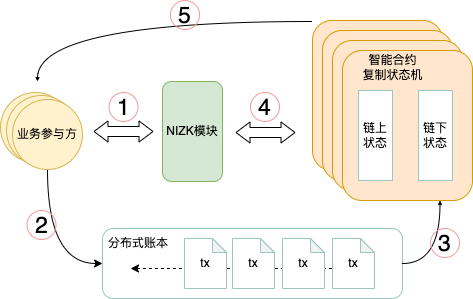 ⑤
智能合约
复制状态机
①
④
业务参与方
NIZK模块
链上
状态
链下
状态
②
③
分布式账本
tx
tx
tx
tx